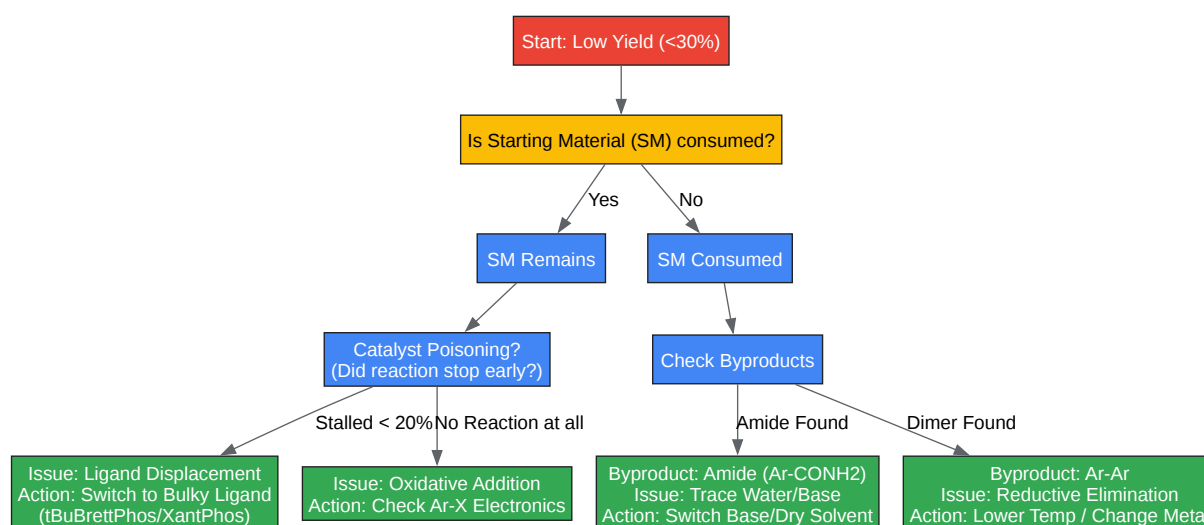 Start: Low Yield (<30%)
Is Starting Material (SM) consumed?
Yes
No
SM Remains
SM Consumed
Catalyst Poisoning?
(Did reaction stop early?)
Check Byproducts
Stalled < 20%
No Reaction at all
Amide Found
Dimer Found
Issue: Ligand Displacement
Action: Switch to Bulky Ligand
(tBuBrettPhos/XantPhos)
Issue: Oxidative Addition
Action: Check Ar-X Electronics
Byproduct: Amide (Ar-CONH2)
Issue: Trace Water/Base
Action: Switch Base/Dry Solvent
Byproduct: Ar-Ar
Issue: Reductive Elimination
Action: Lower Temp / Change Metal